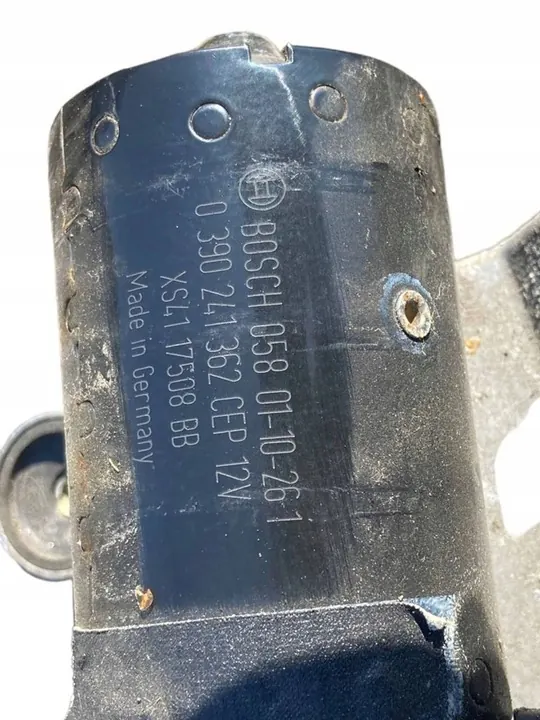 BOSCH 058 01-10-26 1
0 390 241 362 CEP 12V
XS41 17508 BB
Made in Germany